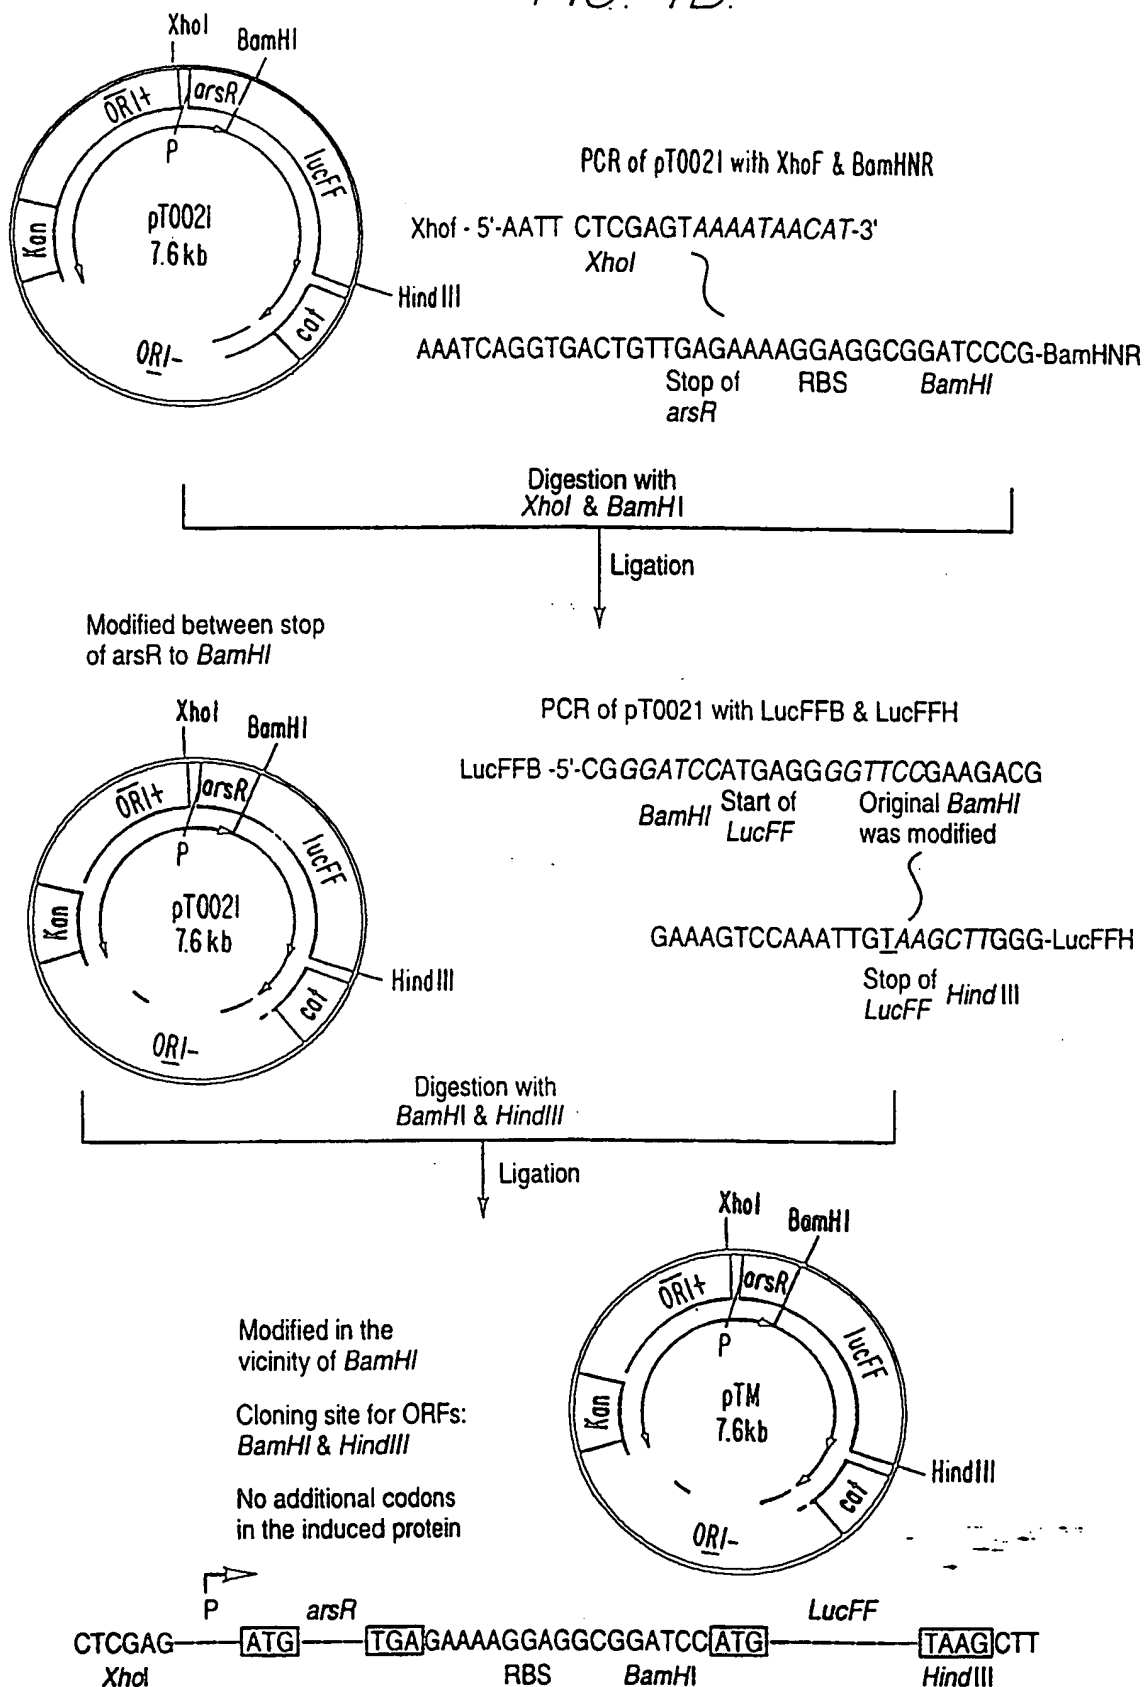 FIG. 4B.
XhoI
BamHI
ORI+
arsR
P
lucFF
Kan
pT0021
7.6 kb
HindIII
cat
ORI-
PCR of pT0021 with XhoF & BamHNR
Xhof - 5'-AATT CTCGAGTAAAATAACAT-3'
XhoI
AAATCAGGTGACTGTTGAGAAAAGGAGGCGGATCCCG-BamHNR
Stop of RBS BamHI
arsR
Digestion with
XhoI & BamHI
Ligation
Modified between stop
of arsR to BamHI
XhoI
BamHI
ORI+
arsR
P
lucFF
Kan
pT0021
7.6 kb
HindIII
cat
ORI-
PCR of pT0021 with LucFFB & LucFFH
LucFFB -5'-CGGGATCCATGAGGGGTTCCGAAGACG
BamHI Start of Original BamHI
LucFF was modified
GAAAGTCCAAATTGTAAGCTTGGG-LucFFH
Stop of HindIII
LucFF
Digestion with
BamHI & HindIII
Ligation
XhoI
BamHI
ORI+
arsR
P
lucFF
Kan
pTM
7.6kb
HindIII
cat
ORI-
Modified in the
vicinity of BamHI
Cloning site for ORFs:
BamHI & HindIII
No additional codons
in the induced protein
P arsR LucFF
CTCGAG ATG TGAGAAAAGGAGGCGGATCCATG TAAGCTT
XhoI RBS BamHI HindIII